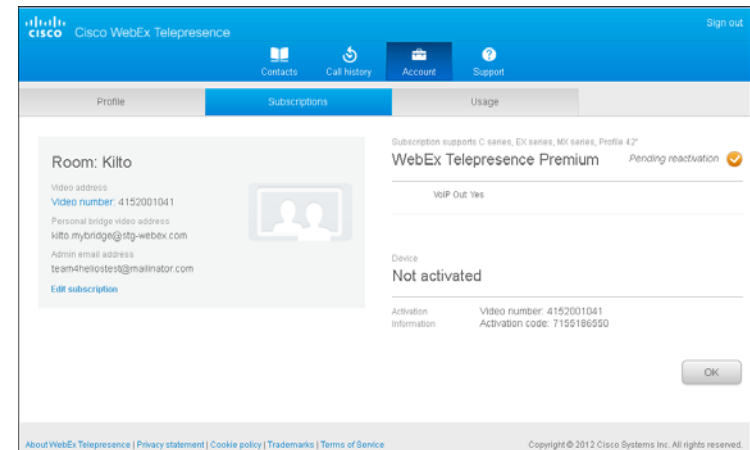 cisco Cisco WebEx Telepresence
Sign out
Contacts Call history Account Support
Profile Subscriptions Usage
Room: Kilto
Video address
Video number: 4152001041
Personal bridge video address
kilto.mybridge@stg-webex.com
Admin email address
team4heliostest@mailinator.com
Edit subscription
Subscription supports C series, EX series, MX series, Profile 42"
WebEx Telepresence Premium Pending reactivation
VoIP Out: Yes
Device
Not activated
Activation Information
Video number: 4152001041
Activation code: 7155186550
OK
About WebEx Telepresence | Privacy statement | Cookie policy | Trademarks | Terms of Service
Copyright © 2012 Cisco Systems Inc. All rights reserved.